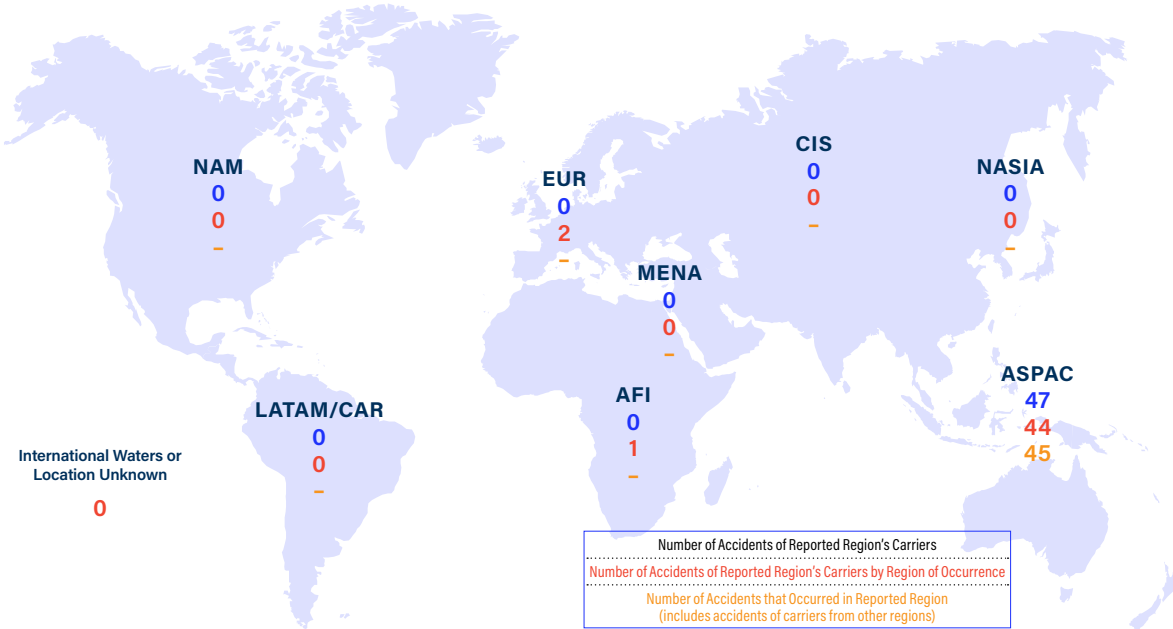 CIS
0
0
–
NAM
0
0
–
NASIA
0
0
–
EUR
0
2
–
MENA
0
0
–
ASPAC
47
44
45
AFI
0
1
–
LATAM/CAR
0
0
–
International Waters or
Location Unknown
0
Number of Accidents of Reported Region's Carriers
Number of Accidents of Reported Region's Carriers by Region of Occurrence
Number of Accidents that Occurred in Reported Region
(includes accidents of carriers from other regions)